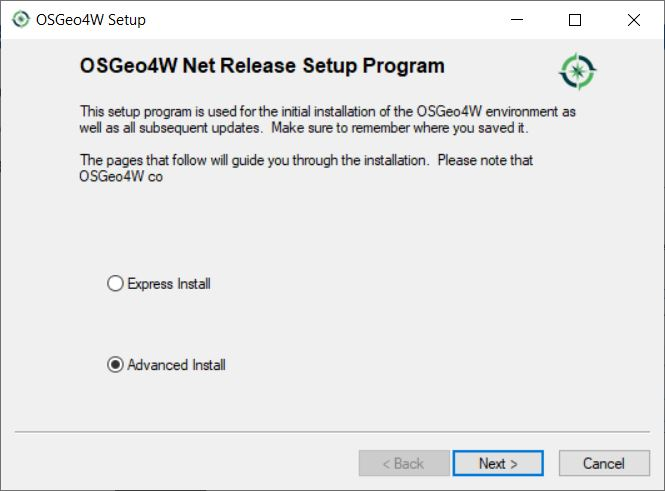 OSGeo4W Setup
OSGeo4W Net Release Setup Program
This setup program is used for the initial installation of the OSGeo4W environment as
well as all subsequent updates.  Make sure to remember where you saved it.
The pages that follow will guide you through the installation.  Please note that
OSGeo4W co
Express Install
Advanced Install
< Back Next > Cancel